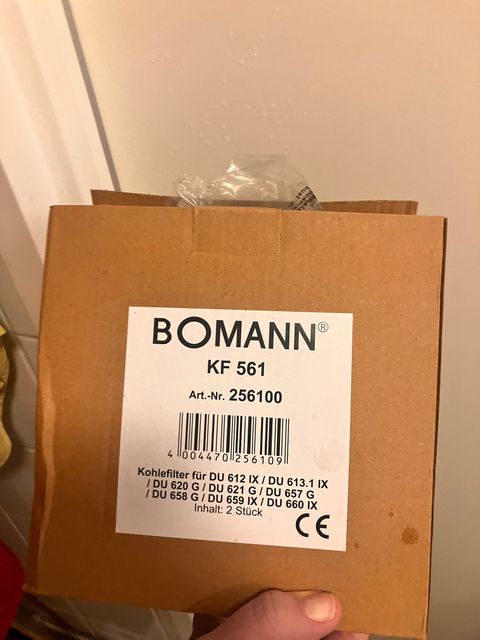 BOMANN®
KF 561
Art.-Nr. 256100
4 004470 256109
Kohlefilter für DU 612 IX / DU 613.1 IX
/ DU 620 G / DU 621 G / DU 657 G
/ DU 658 G / DU 659 IX / DU 660 IX
Inhalt: 2 Stück
CE